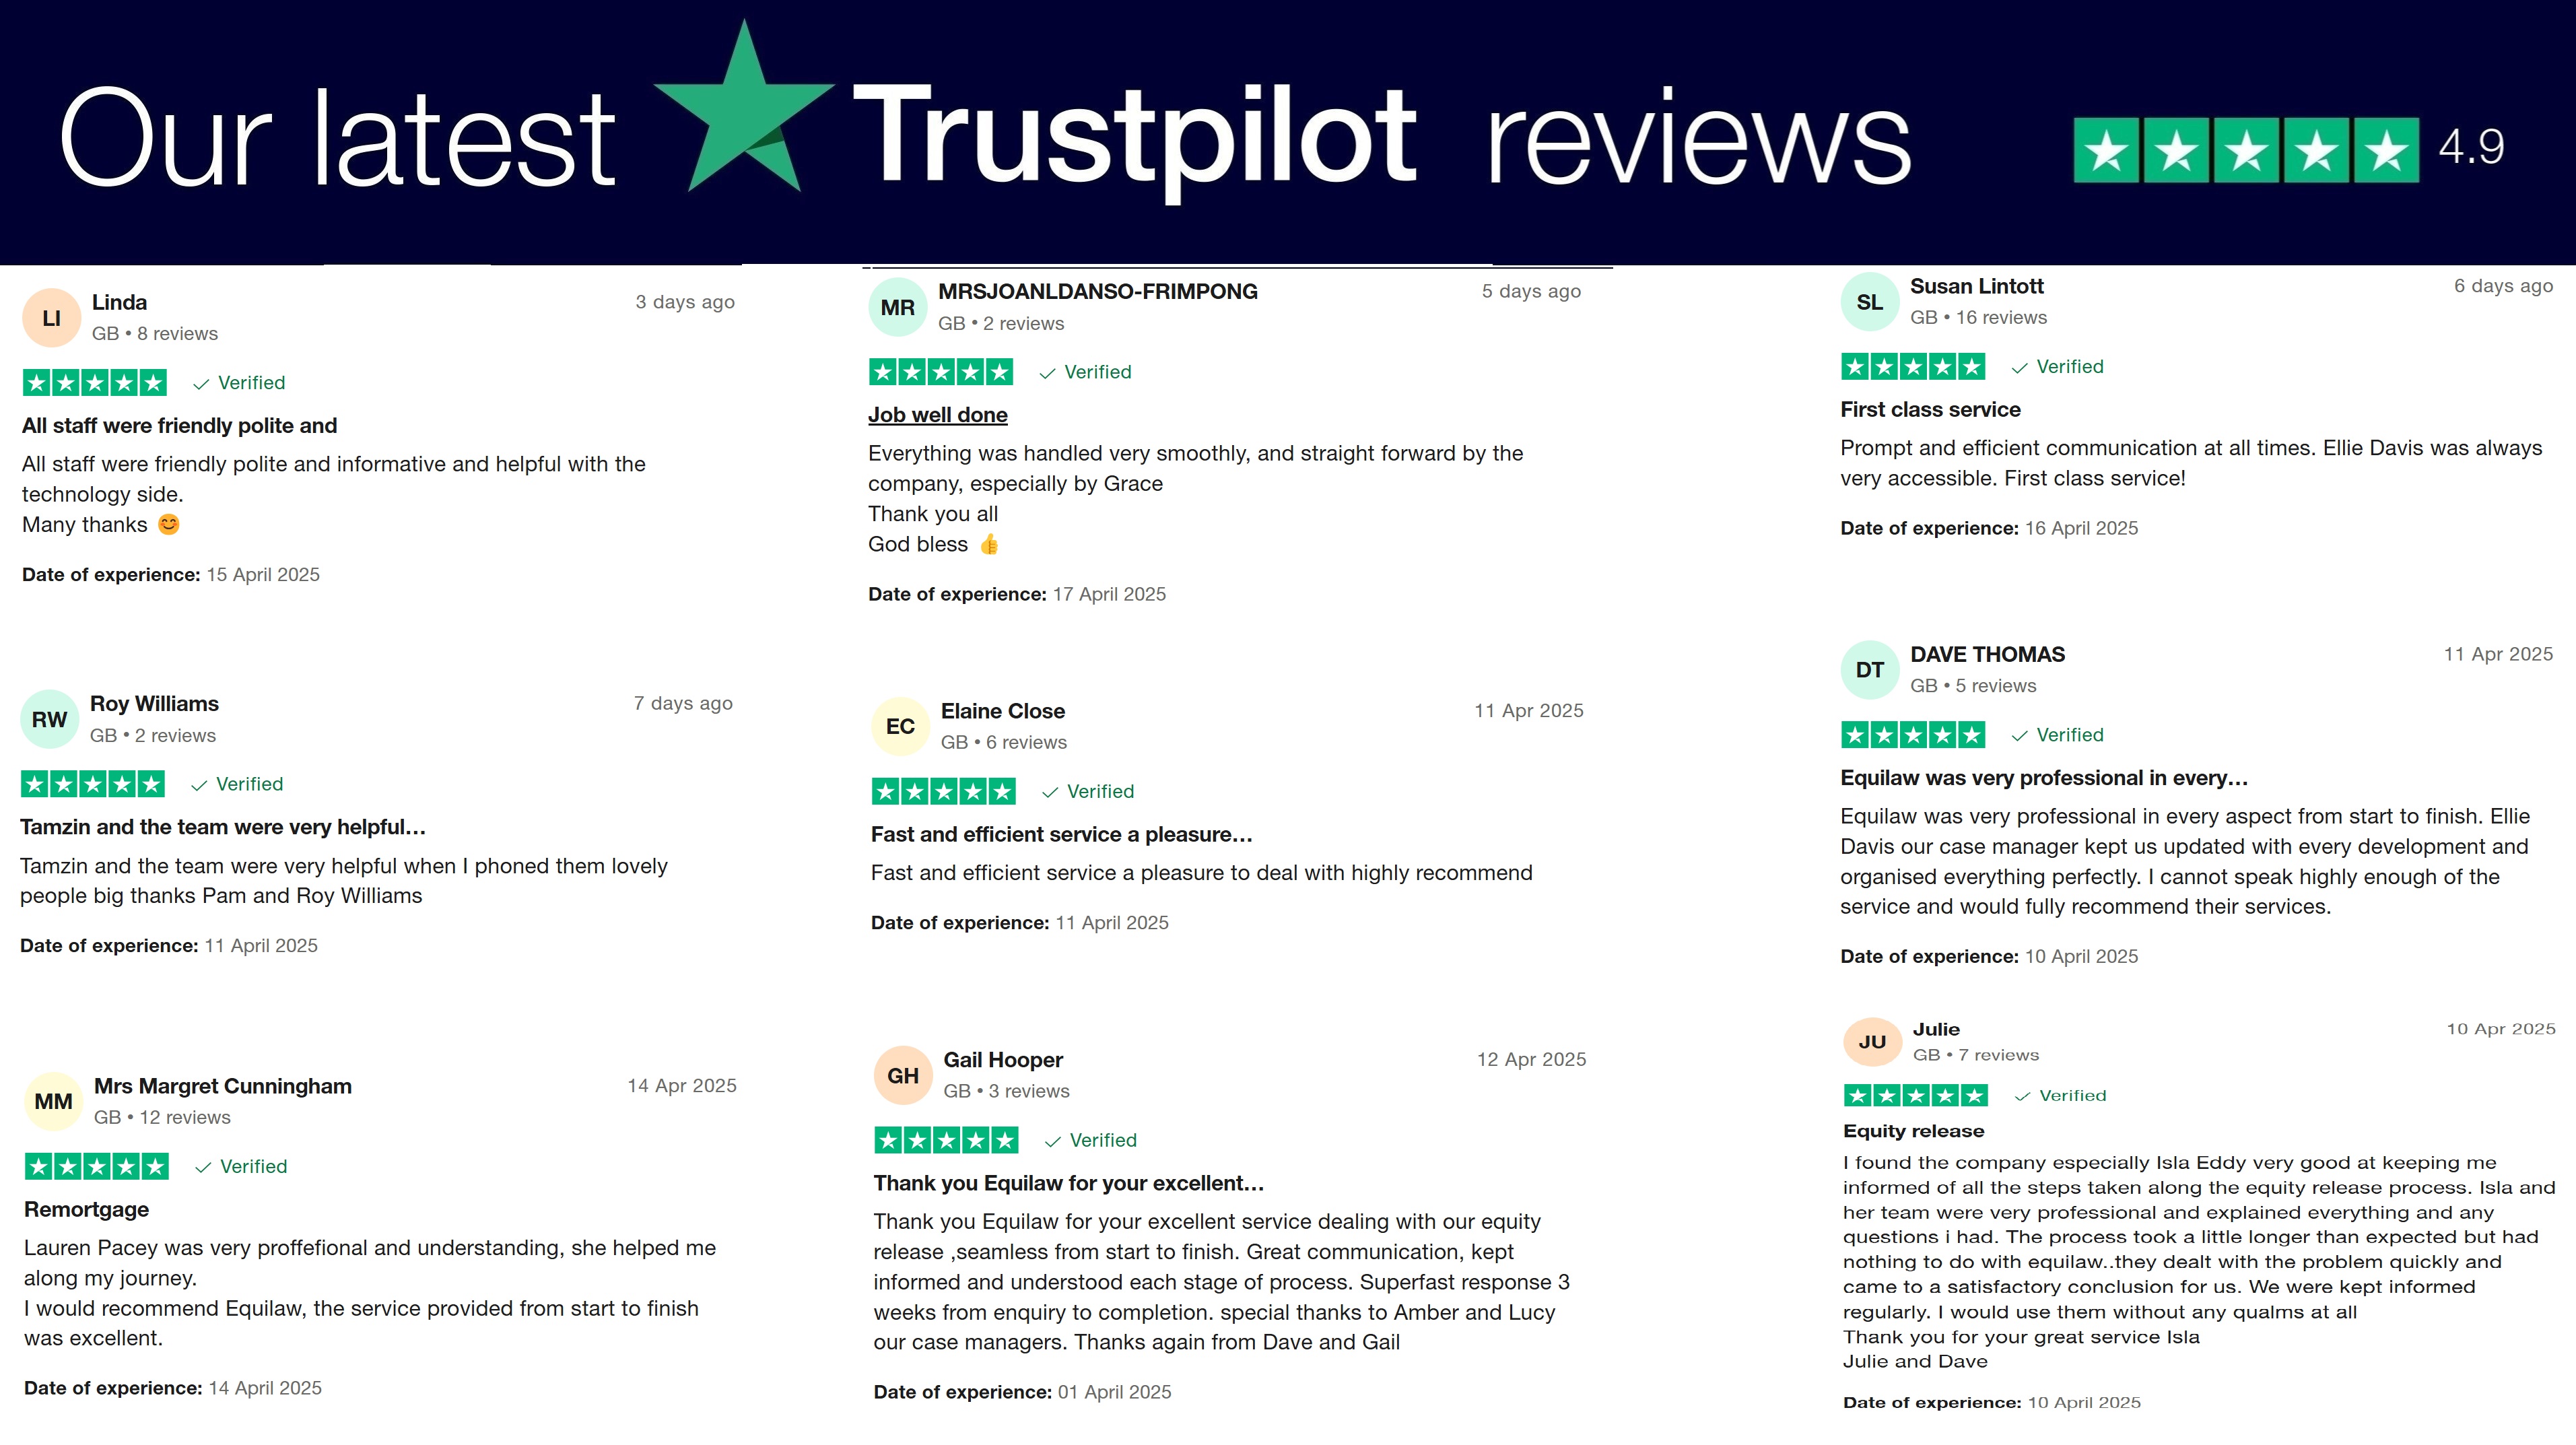 Our latest Trustpilot reviews 4.9
LI
Linda
3 days ago
GB • 8 reviews
Verified
All staff were friendly polite and
All staff were friendly polite and informative and helpful with the
technology side.
Many thanks 😊
Date of experience: 15 April 2025
MR
MRSJOANLDANSO-FRIMPONG
5 days ago
GB • 2 reviews
Verified
Job well done
Everything was handled very smoothly, and straight forward by the
company, especially by Grace
Thank you all
God bless 👍
Date of experience: 17 April 2025
SL
Susan Lintott
6 days ago
GB • 16 reviews
Verified
First class service
Prompt and efficient communication at all times. Ellie Davis was always
very accessible. First class service!
Date of experience: 16 April 2025
RW
Roy Williams
7 days ago
GB • 2 reviews
Verified
Tamzin and the team were very helpful…
Tamzin and the team were very helpful when I phoned them lovely
people big thanks Pam and Roy Williams
Date of experience: 11 April 2025
EC
Elaine Close
11 Apr 2025
GB • 6 reviews
Verified
Fast and efficient service a pleasure…
Fast and efficient service a pleasure to deal with highly recommend
Date of experience: 11 April 2025
DT
DAVE THOMAS
11 Apr 2025
GB • 5 reviews
Verified
Equilaw was very professional in every…
Equilaw was very professional in every aspect from start to finish. Ellie
Davis our case manager kept us updated with every development and
organised everything perfectly. I cannot speak highly enough of the
service and would fully recommend their services.
Date of experience: 10 April 2025
MM
Mrs Margret Cunningham
14 Apr 2025
GB • 12 reviews
Verified
Remortgage
Lauren Pacey was very proffefional and understanding, she helped me
along my journey.
I would recommend Equilaw, the service provided from start to finish
was excellent.
Date of experience: 14 April 2025
GH
Gail Hooper
12 Apr 2025
GB • 3 reviews
Verified
Thank you Equilaw for your excellent…
Thank you Equilaw for your excellent service dealing with our equity
release ,seamless from start to finish. Great communication, kept
informed and understood each stage of process. Superfast response 3
weeks from enquiry to completion. special thanks to Amber and Lucy
our case managers. Thanks again from Dave and Gail
Date of experience: 01 April 2025
JU
Julie
10 Apr 2025
GB • 7 reviews
Verified
Equity release
I found the company especially Isla Eddy very good at keeping me
informed of all the steps taken along the equity release process. Isla and
her team were very professional and explained everything and any
questions i had. The process took a little longer than expected but had
nothing to do with equilaw..they dealt with the problem quickly and
came to a satisfactory conclusion for us. We were kept informed
regularly. I would use them without any qualms at all
Thank you for your great service Isla
Julie and Dave
Date of experience: 10 April 2025